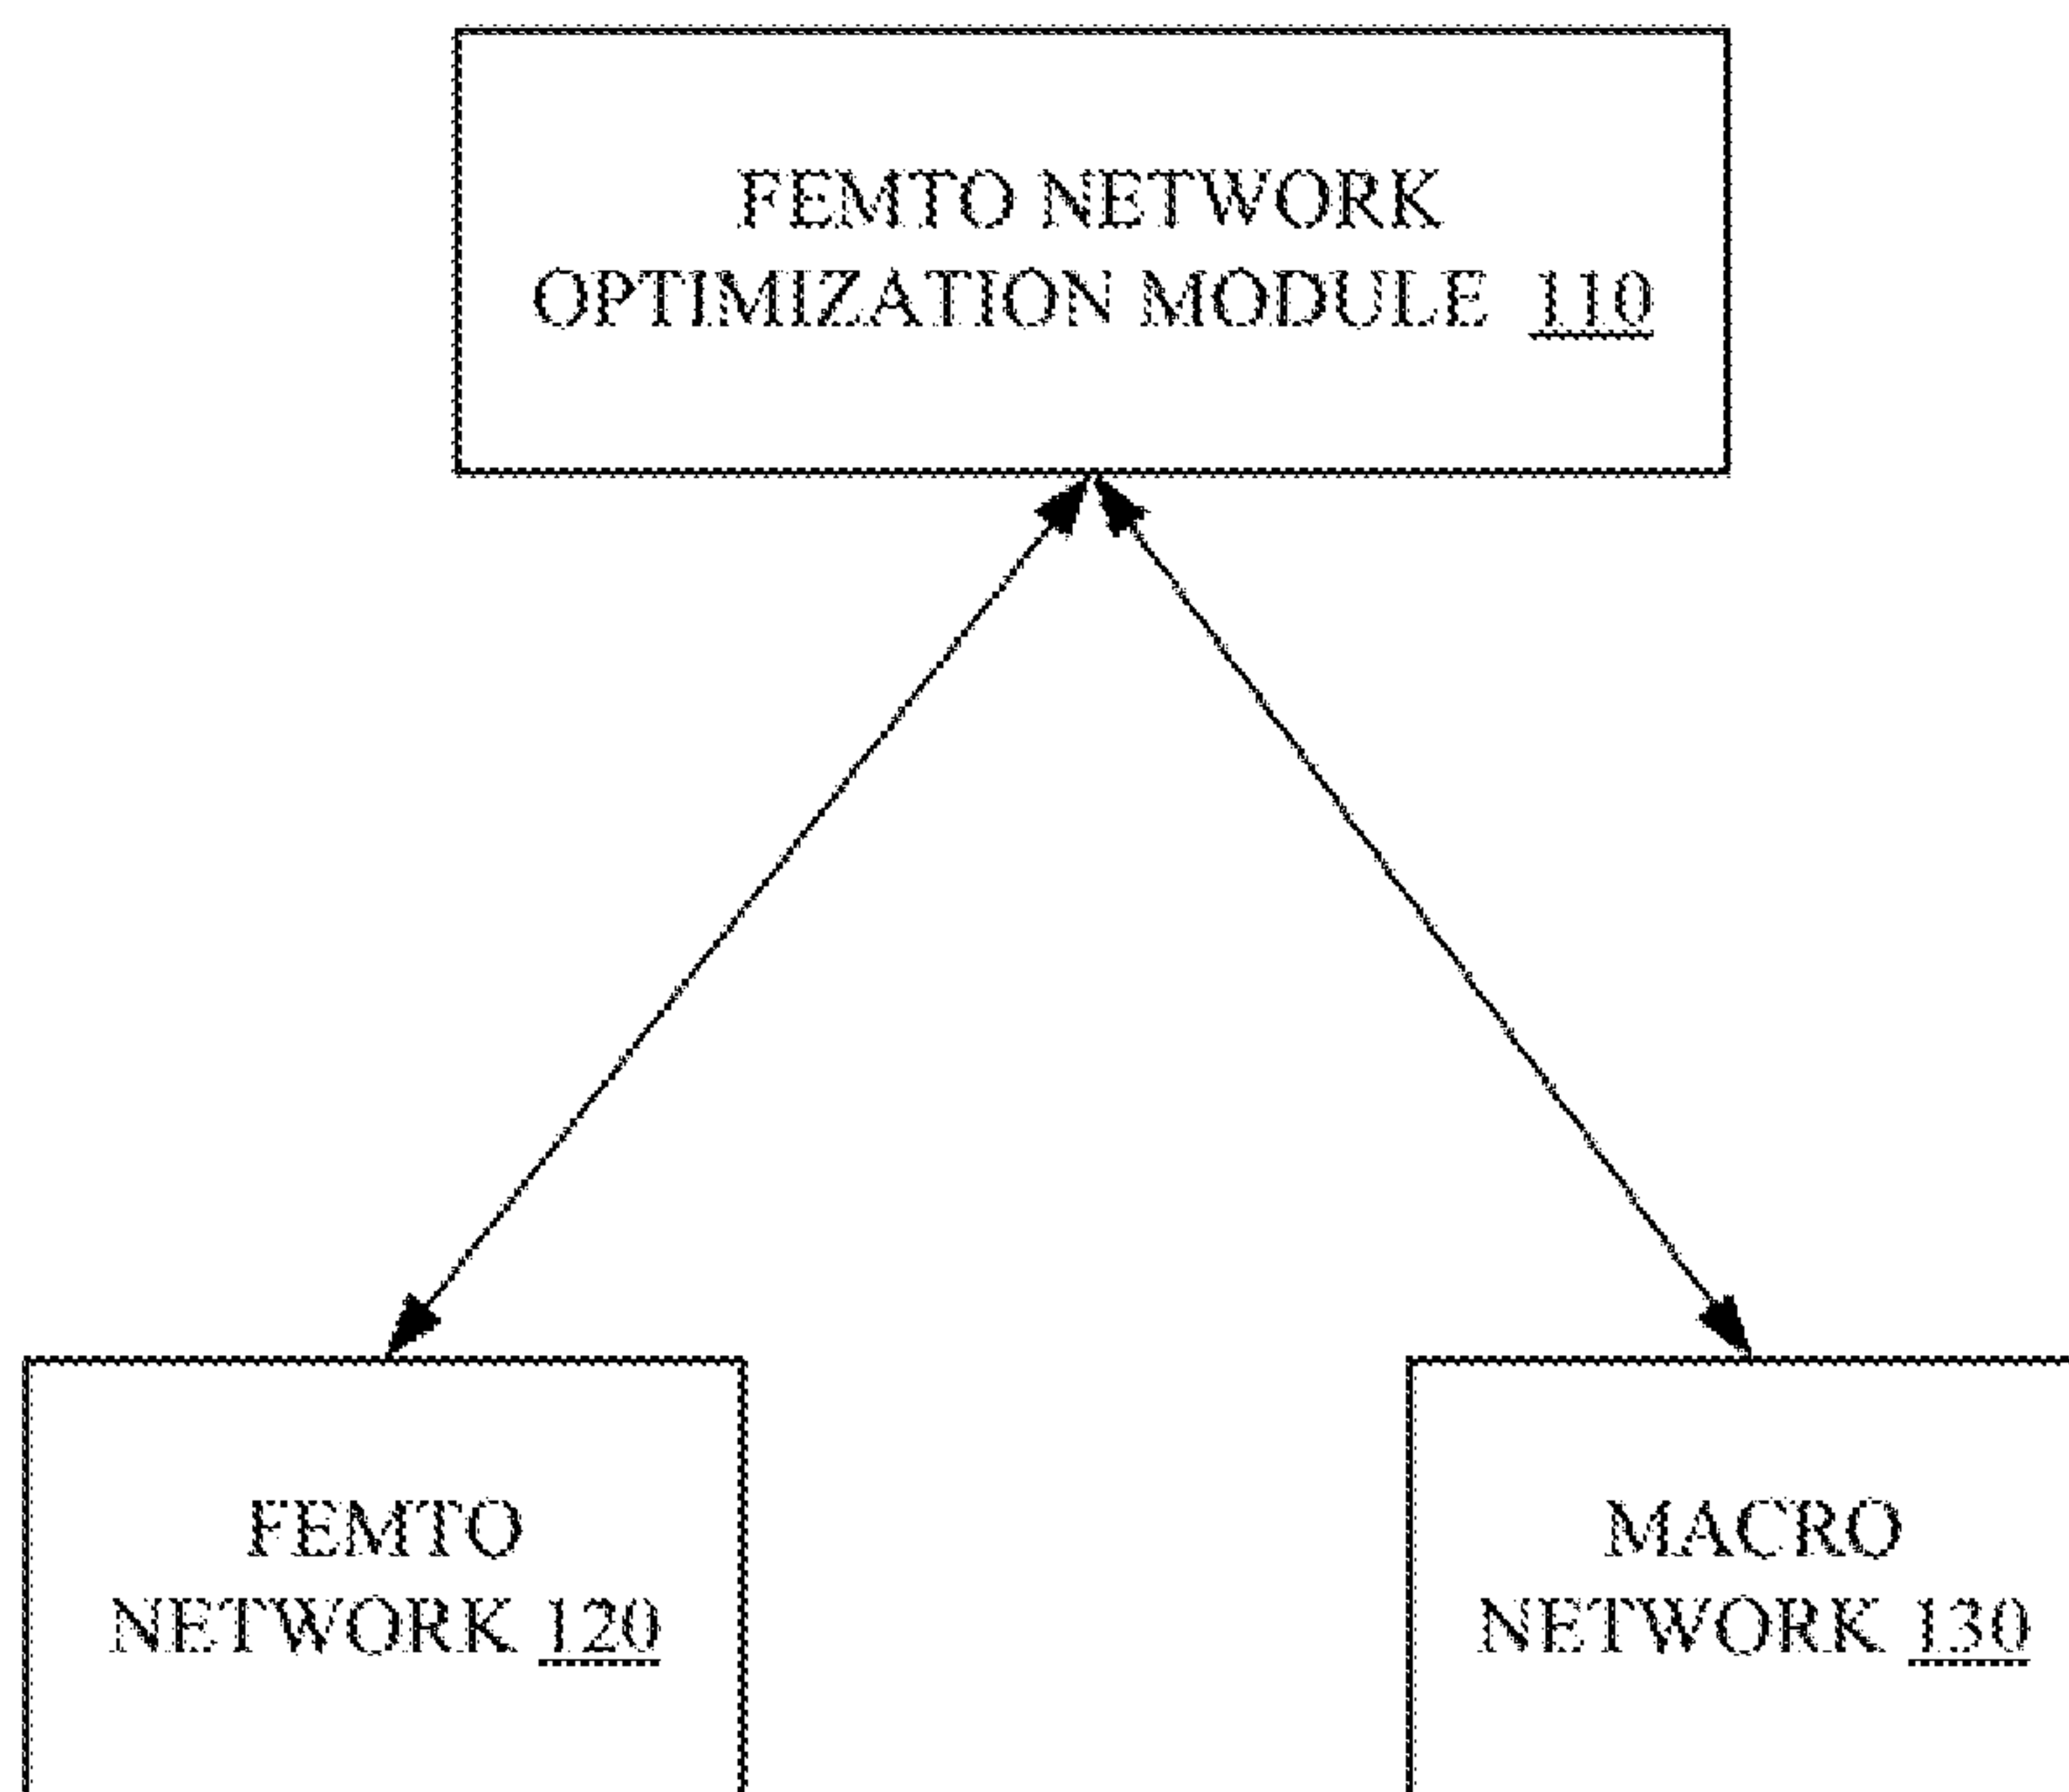 FEMTO NETWORK
OPTIMIZATION MODULE 110
FEMTO
NETWORK 120
MACRO
NETWORK 130